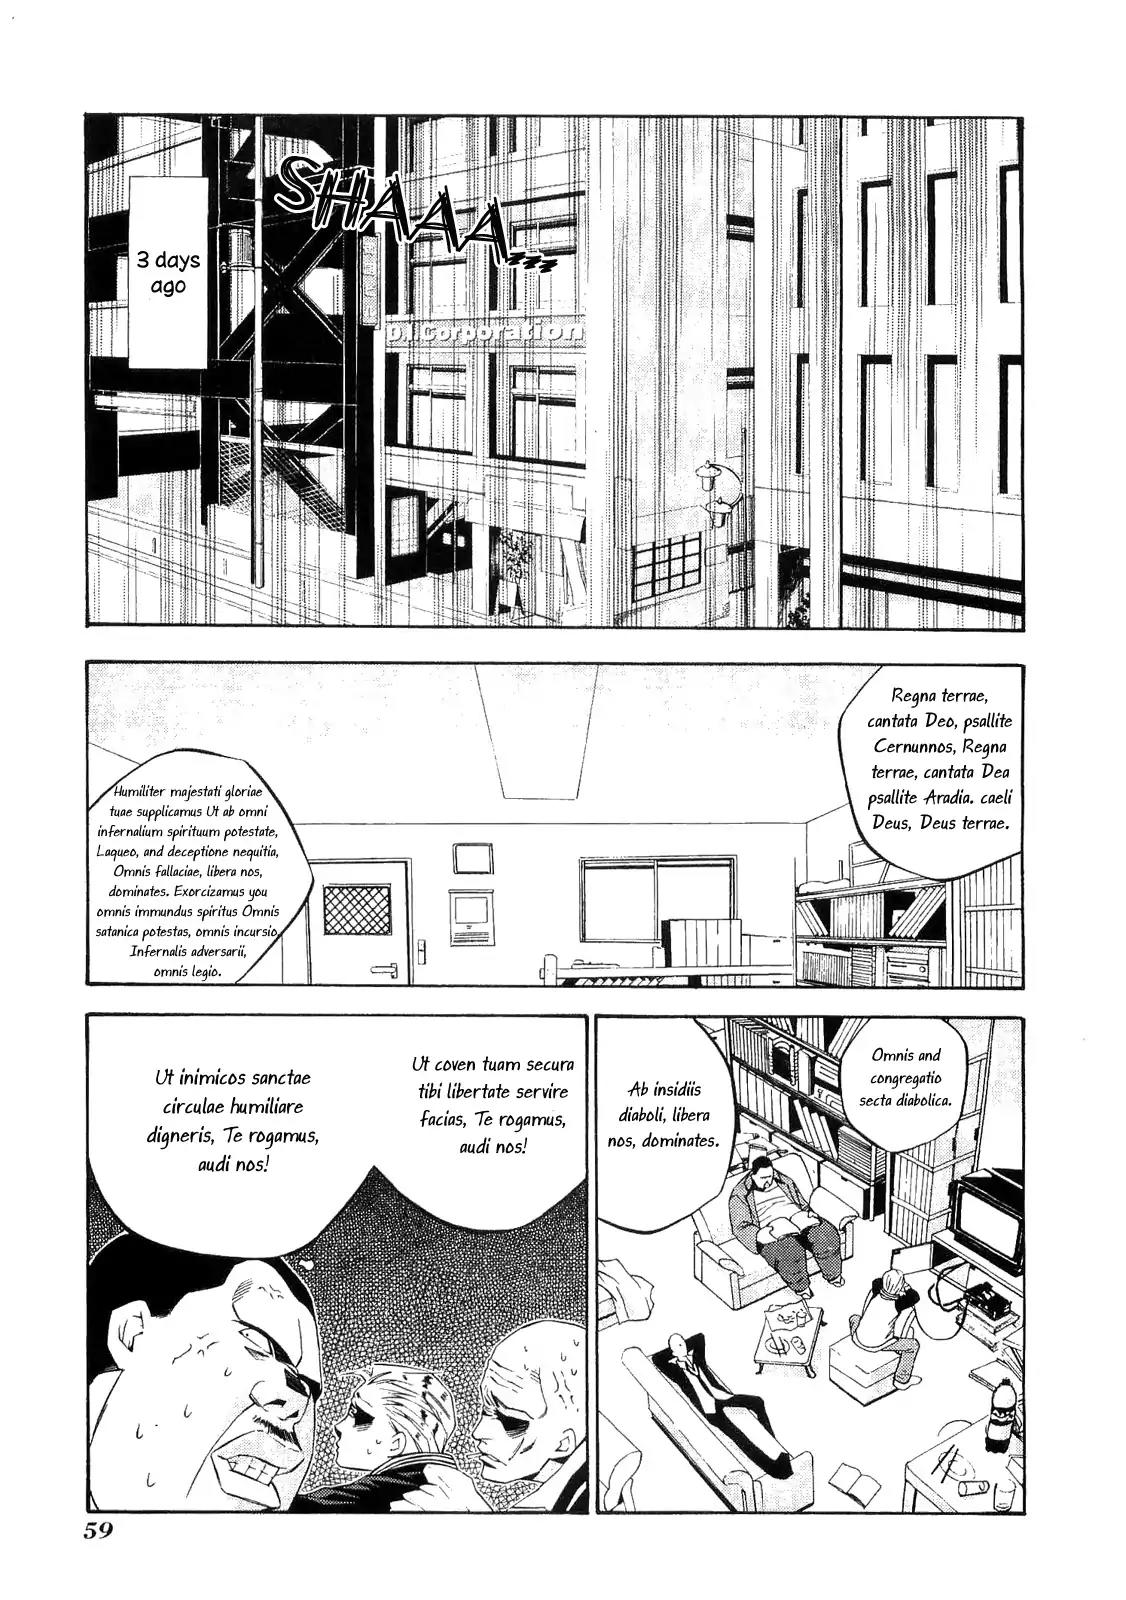 3 days
ago
SHAAA...
D.I.Corporation
Regna terrae,
cantata Deo, psallite
Cernunnos, Regna
terrae, cantata Dea
psallite Aradia. caeli
Deus, Deus terrae.
Humiliter majestati gloriae
tuae supplicamus Ut ab omni
infernalium spirituum potestate,
Laqueo, and deceptione nequitia,
Omnis fallaciae, libera nos,
dominates. Exorcizamus you
omnis immundus spiritus Omnis
satanica potestas, omnis incursio,
Infernalis adversarii,
omnis legio.
Omnis and
congregatio
secta diabolica.
Ab insidiis
diaboli, libera
nos, dominates.
Ut coven tuam secura
tibi libertate servire
facias, Te rogamus,
audi nos!
Ut inimicos sanctae
circulae humiliare
digneris, Te rogamus,
audi nos!
59